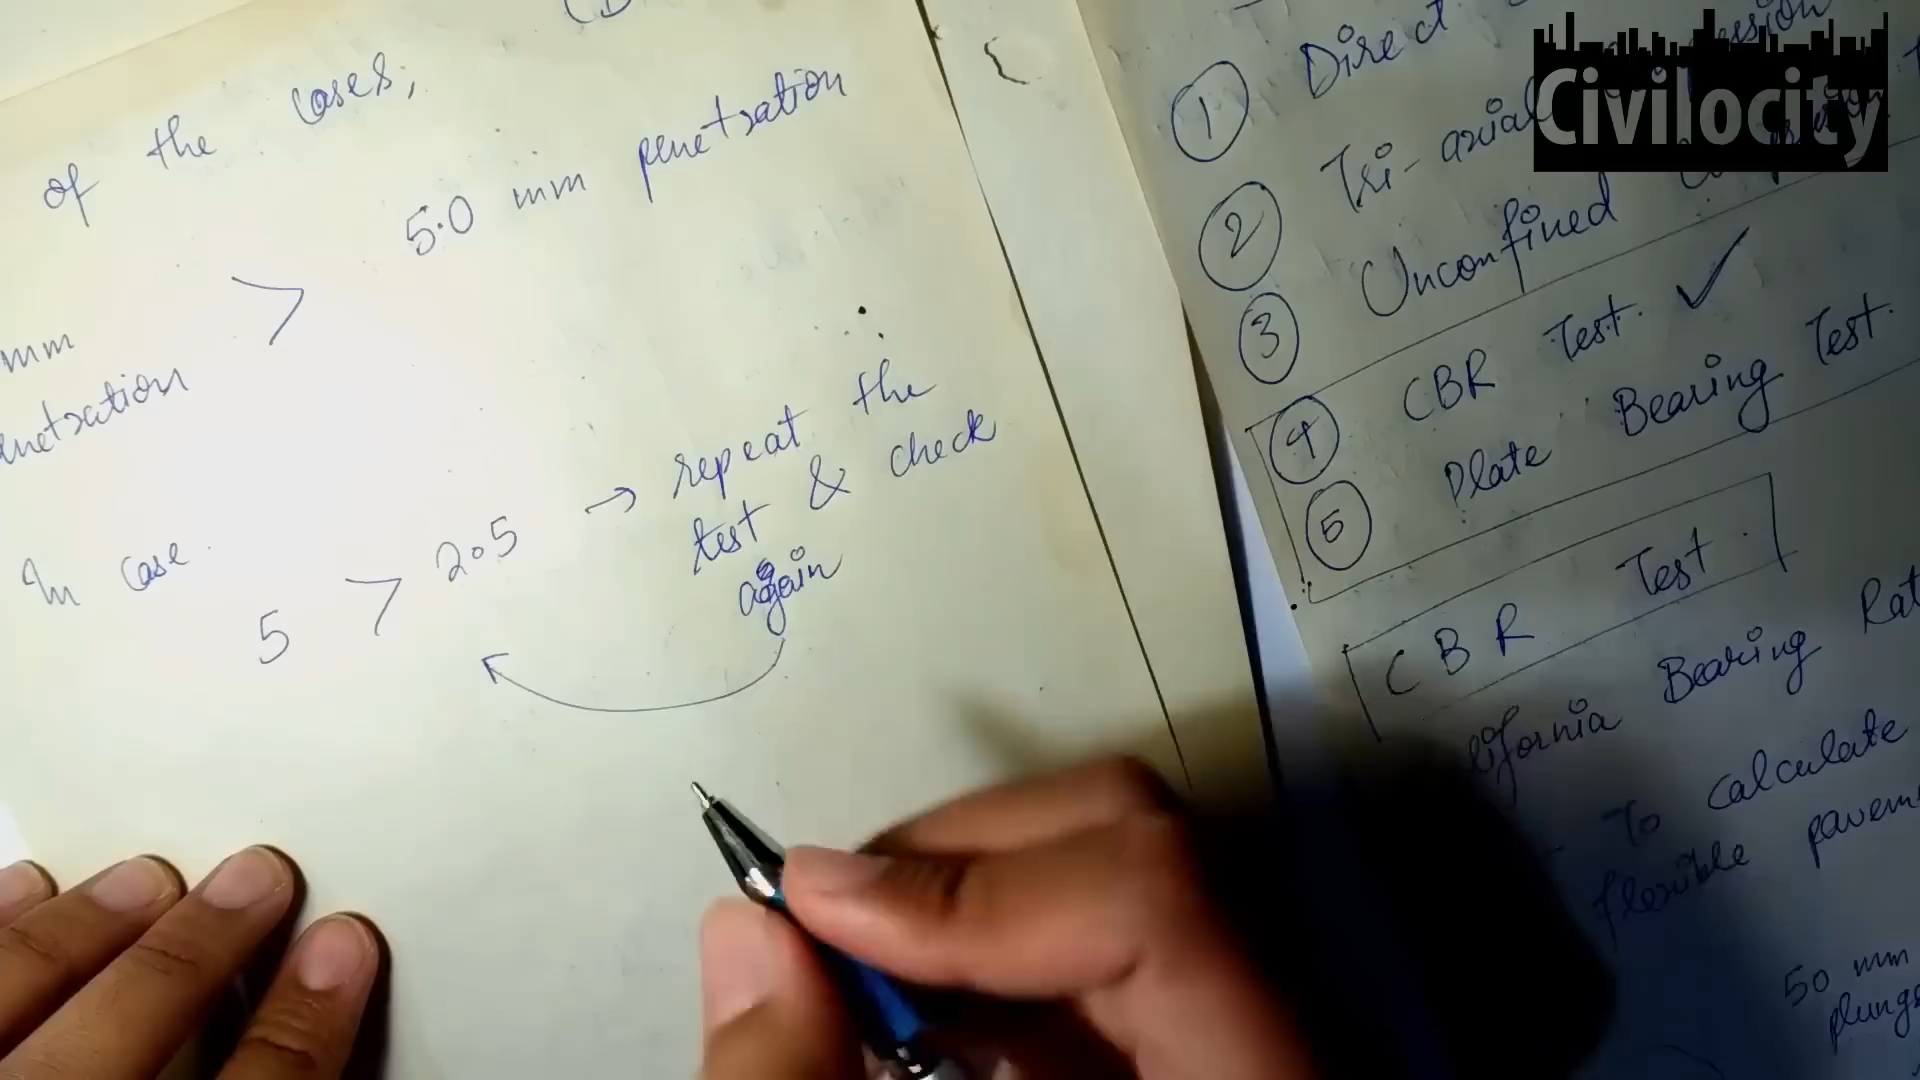 of the cases,
5.0 mm penetration
>
mm
penetration
In case
5 > 2.5 → repeat the
test & check
again
Civilocity
① Direct
② Tri-axial
③ Unconfined
④ CBR Test. ✓
⑤ Plate Bearing Test.
CBR Test.
California Bearing
To calculate
flexible
50 mm